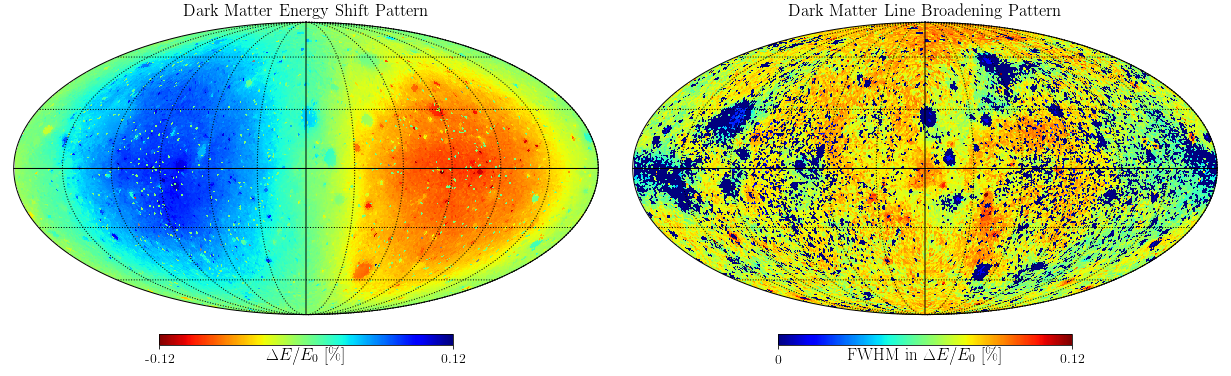 Dark Matter Energy Shift Pattern
-0.12 0.12
ΔE/E₀ [%]
Dark Matter Line Broadening Pattern
0 0.12
FWHM in ΔE/E₀ [%]